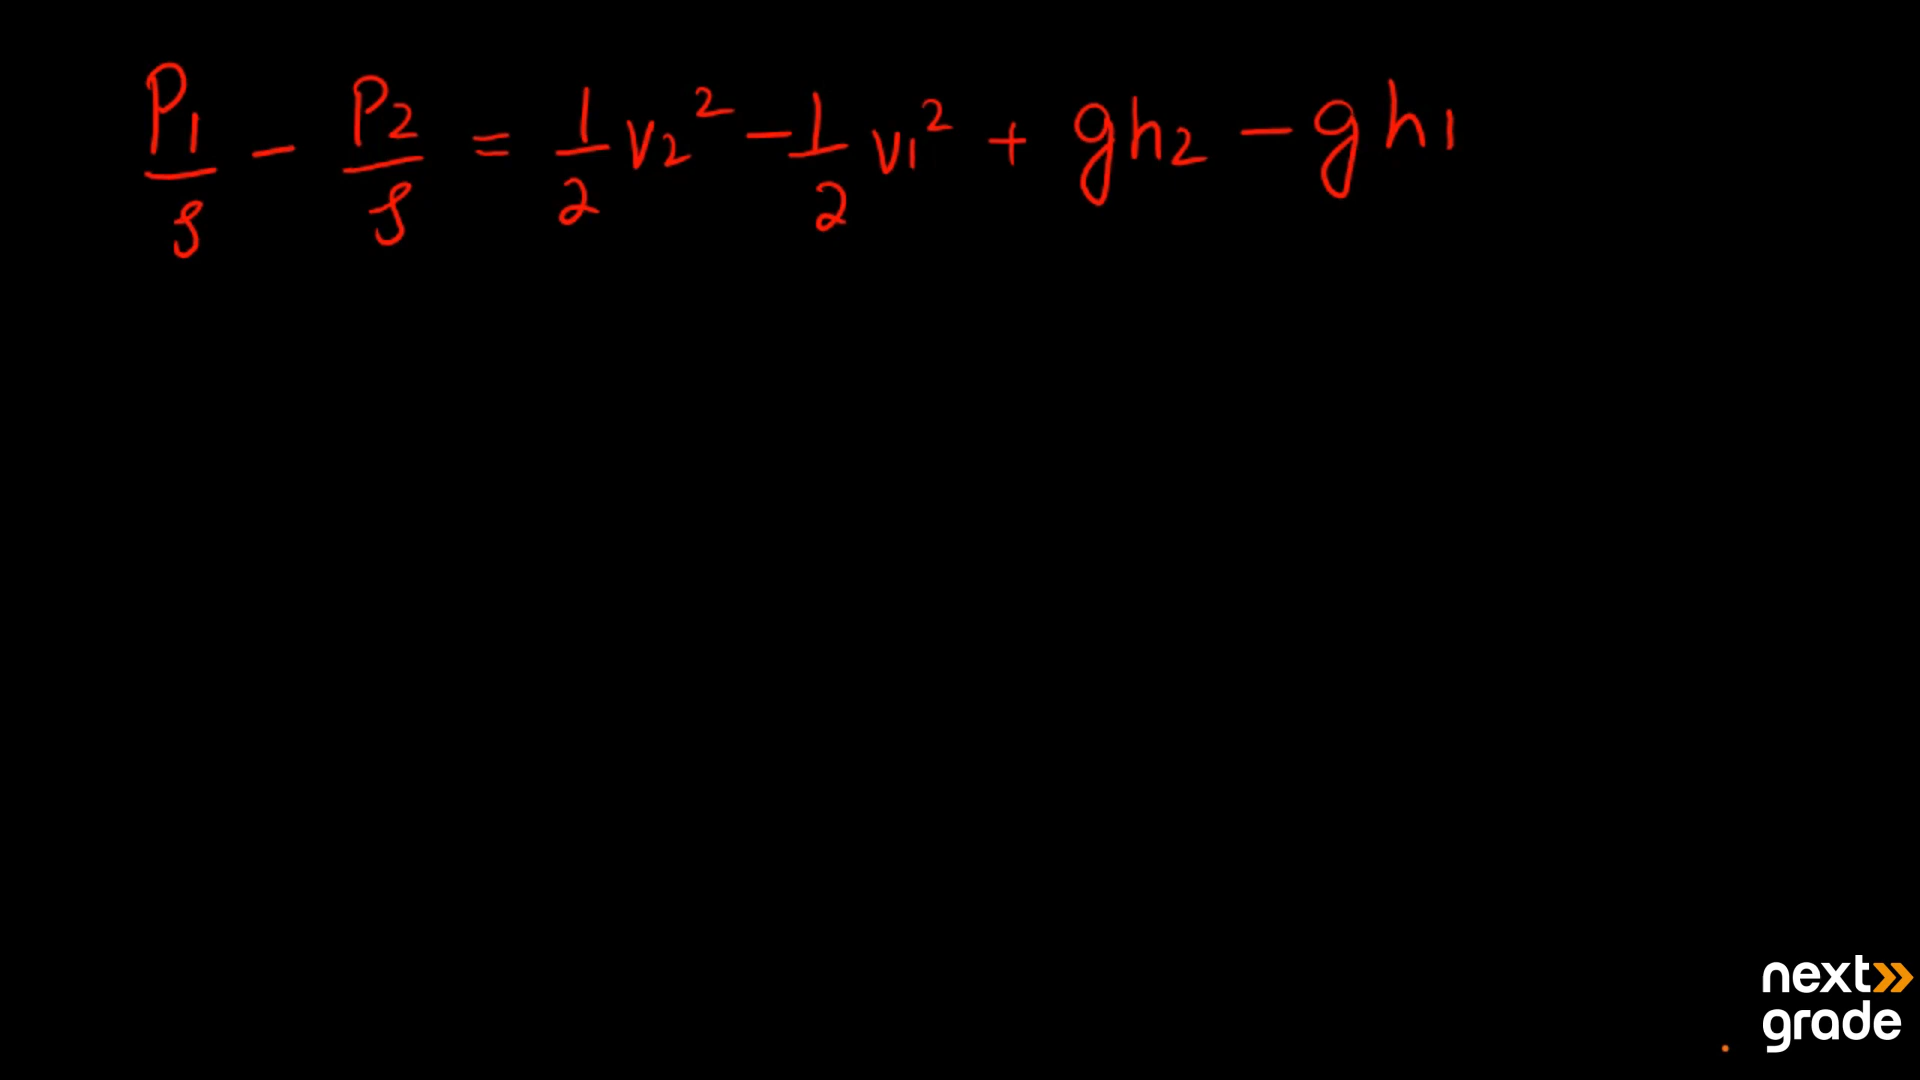 P₁/ρ - P₂/ρ = 1/2 v₂² - 1/2 v₁² + gh₂ - gh₁
next
grade